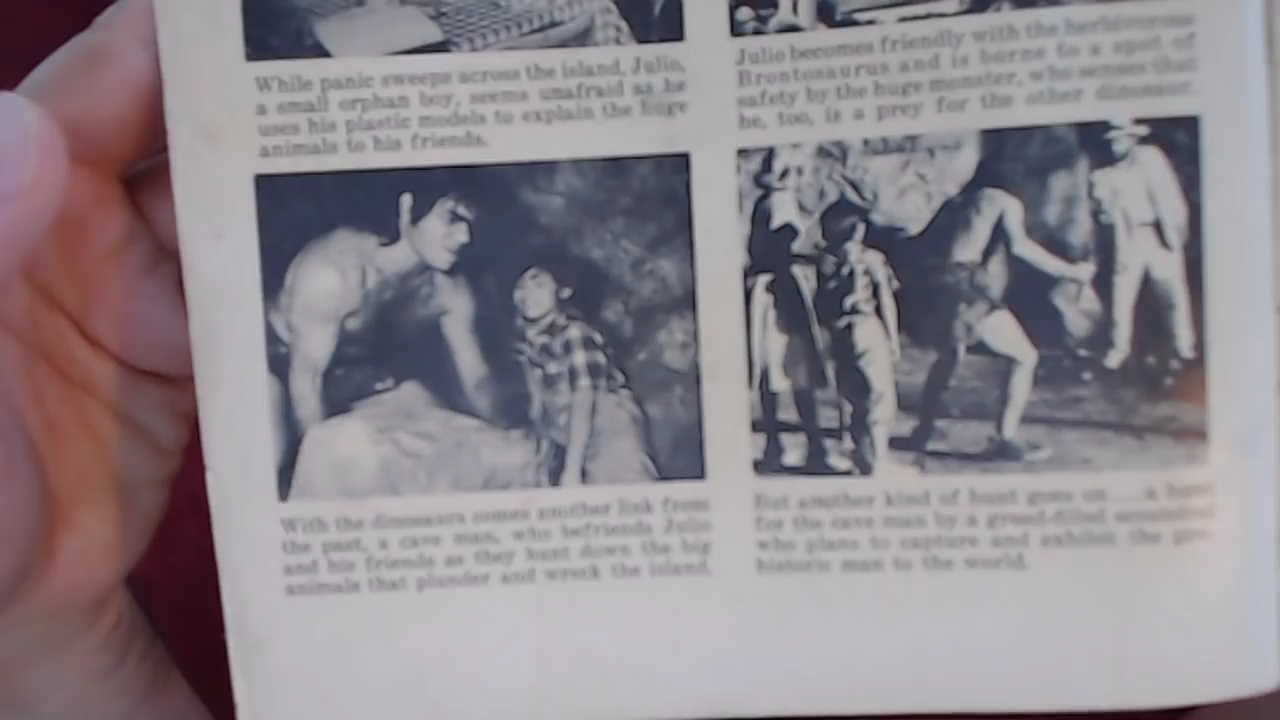 While panic sweeps across the island, Julio,
a small orphan boy, seems unafraid as he
uses his plastic models to explain the huge
animals to his friends.
Julio becomes friendly with the herbivorous
Brontosaurus and is borne to a spot of
safety by the huge monster, who senses that
he, too, is a prey for the other dinosaur.
With the dinosaurs comes another link from
the past, a cave man, who befriends Julio
and his friends as they hunt down the big
animals that plunder and wreck the island.
But another kind of hunt goes on . . . a hunt
for the cave man by a greed-filled scoundrel
who plans to capture and exhibit the pre-
historic man to the world.